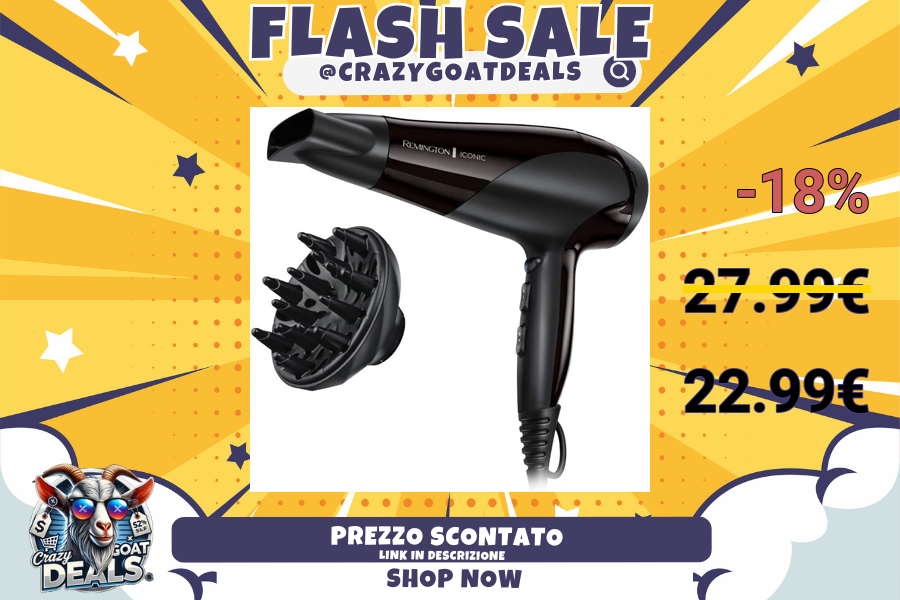 FLASH SALE
@CRAZYGOATDEALS
REMINGTON ICONIC
-18%
27.99€
22.99€
$
52%
Crazy
GOAT
DEALS
PREZZO SCONTATO
LINK IN DESCRIZIONE
SHOP NOW